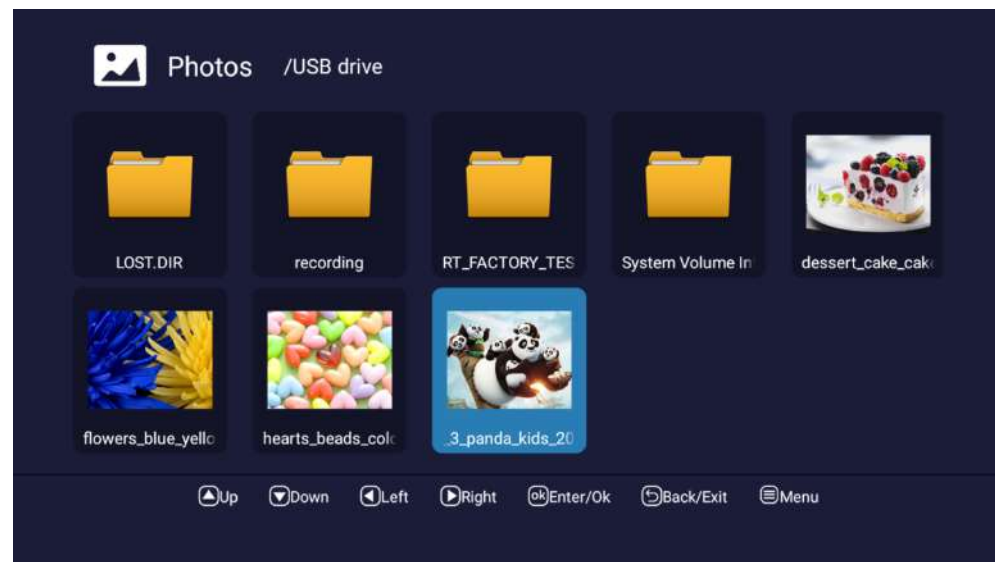 Photos /USB drive
LOST.DIR
recording
RT_FACTORY_TES
System Volume In
dessert_cake_cak
flowers_blue_yello
hearts_beads_col
_3_panda_kids_20
Up Down Left Right ok Enter/Ok Back/Exit Menu